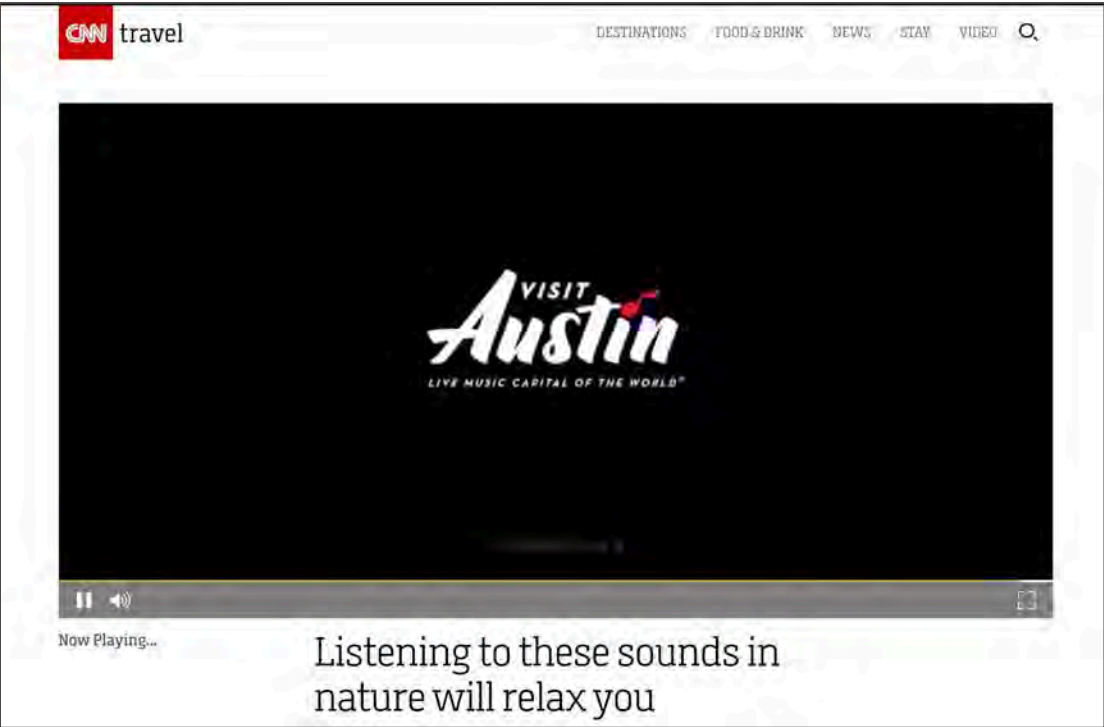 CNN travel
DESTINATIONS FOOD & DRINK NEWS STAY VIDEO
VISIT
Austin
LIVE MUSIC CAPITAL OF THE WORLD®
Now Playing...
Listening to these sounds in
nature will relax you